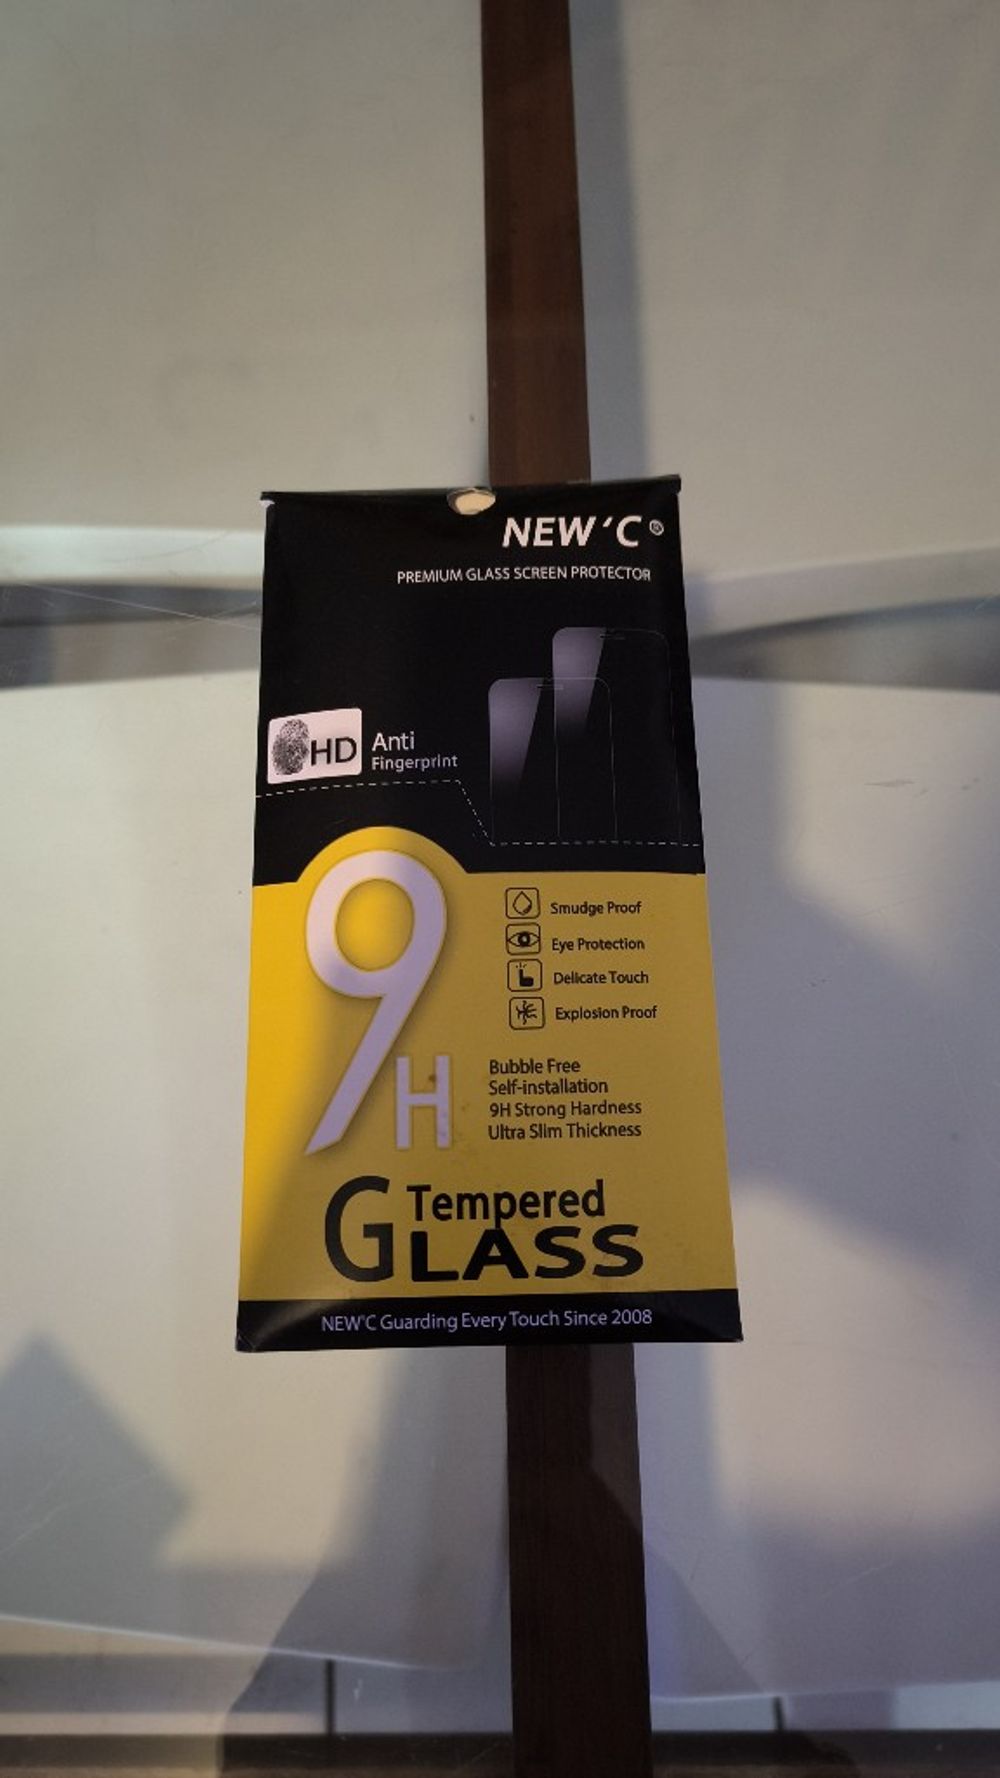 NEW'C®
PREMIUM GLASS SCREEN PROTECTOR
HD
Anti
Fingerprint
9H
Smudge Proof
Eye Protection
Delicate Touch
Explosion Proof
Bubble Free
Self-installation
9H Strong Hardness
Ultra Slim Thickness
Tempered
GLASS
NEW'C Guarding Every Touch Since 2008